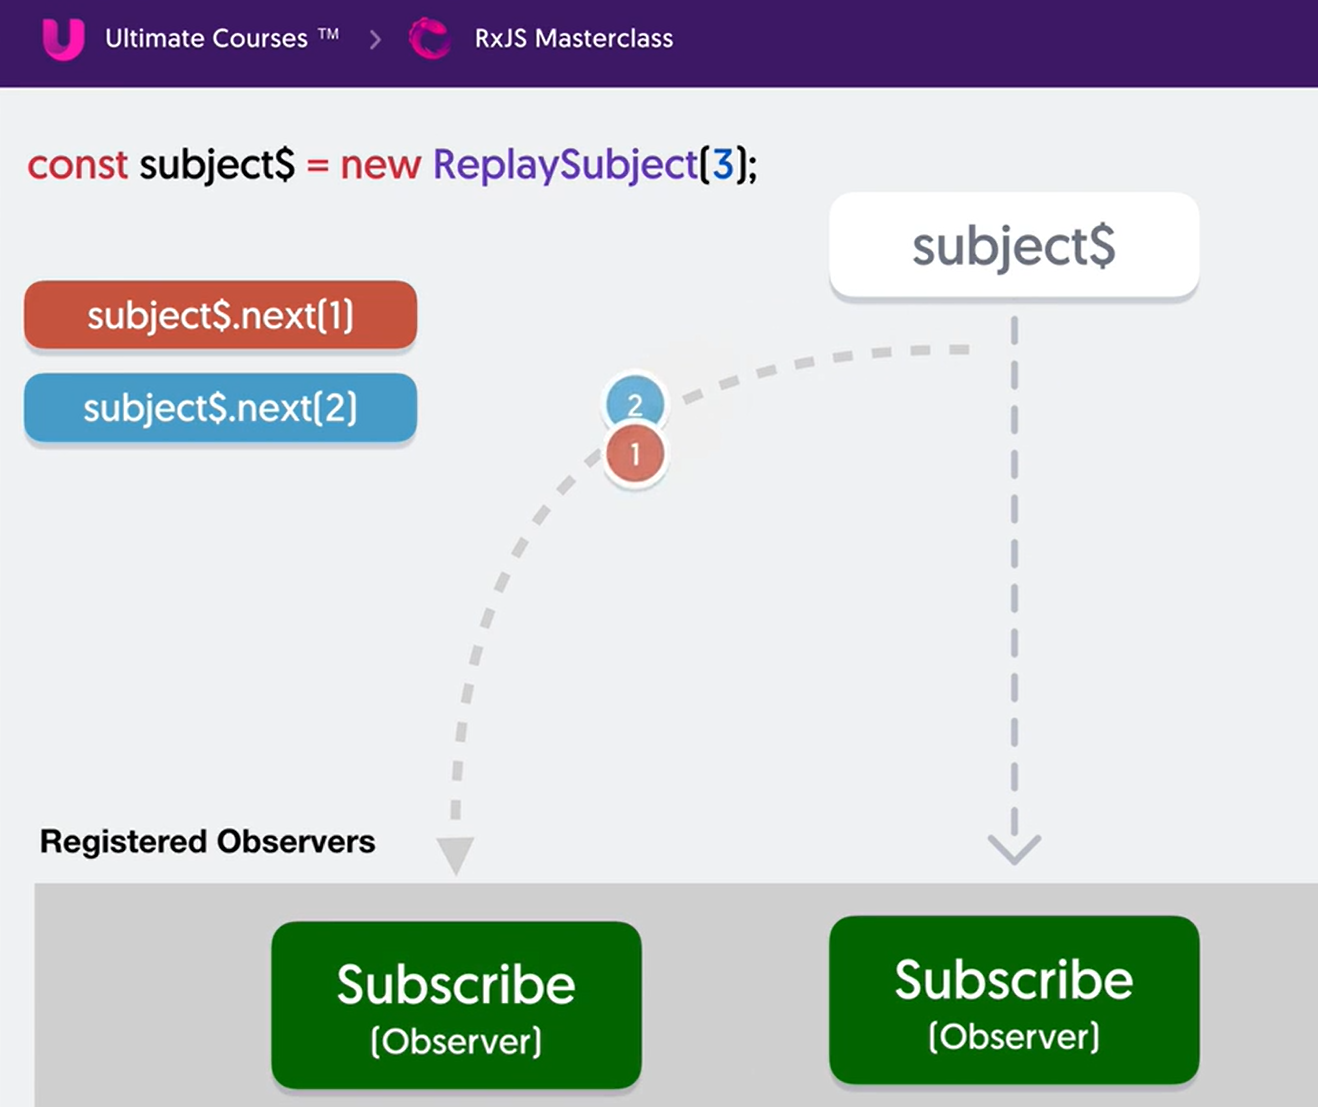 Ultimate Courses ™ > RxJS Masterclass
const subject$ = new ReplaySubject(3);
subject$
subject$.next(1)
subject$.next(2)
2
1
Registered Observers
Subscribe
(Observer)
Subscribe
(Observer)